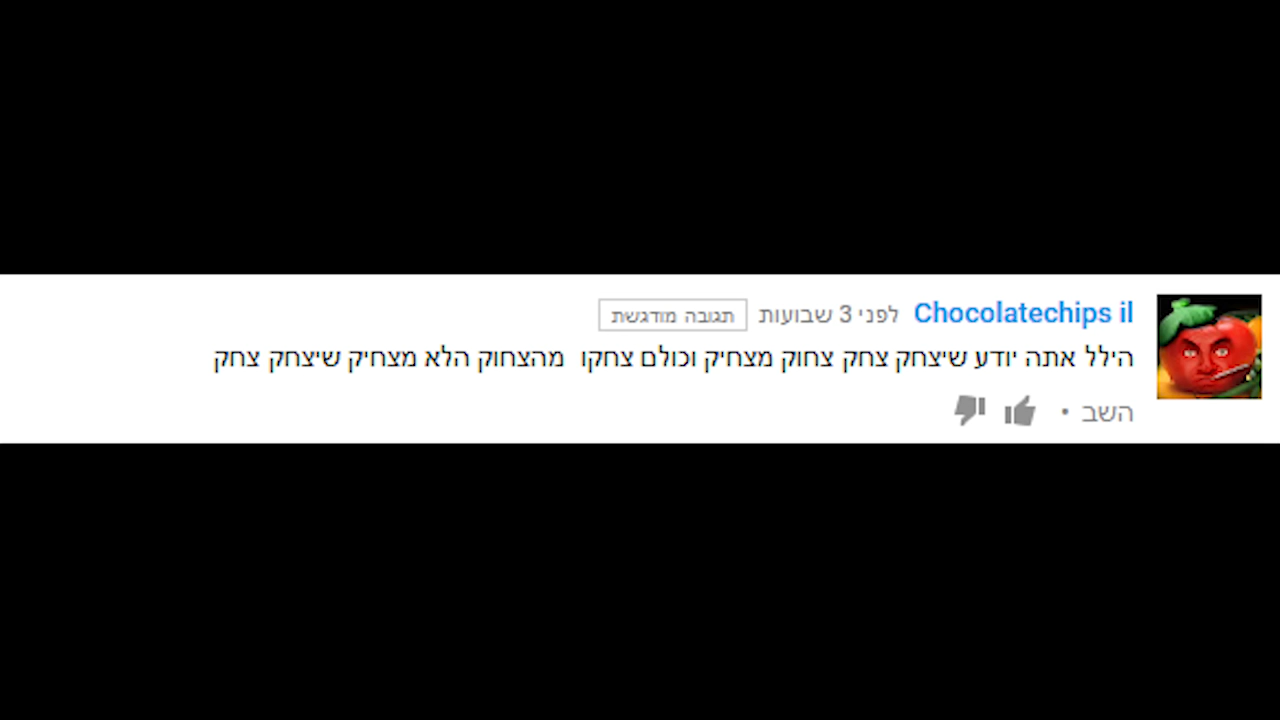 Chocolatechips il לפני 3 שבועות תגובה מודגשת
הילל אתה יודע שיצחק צחק צחוק מצחיק וכולם צחקו מהצחוק הלא מצחיק שיצחק צחק
השב •